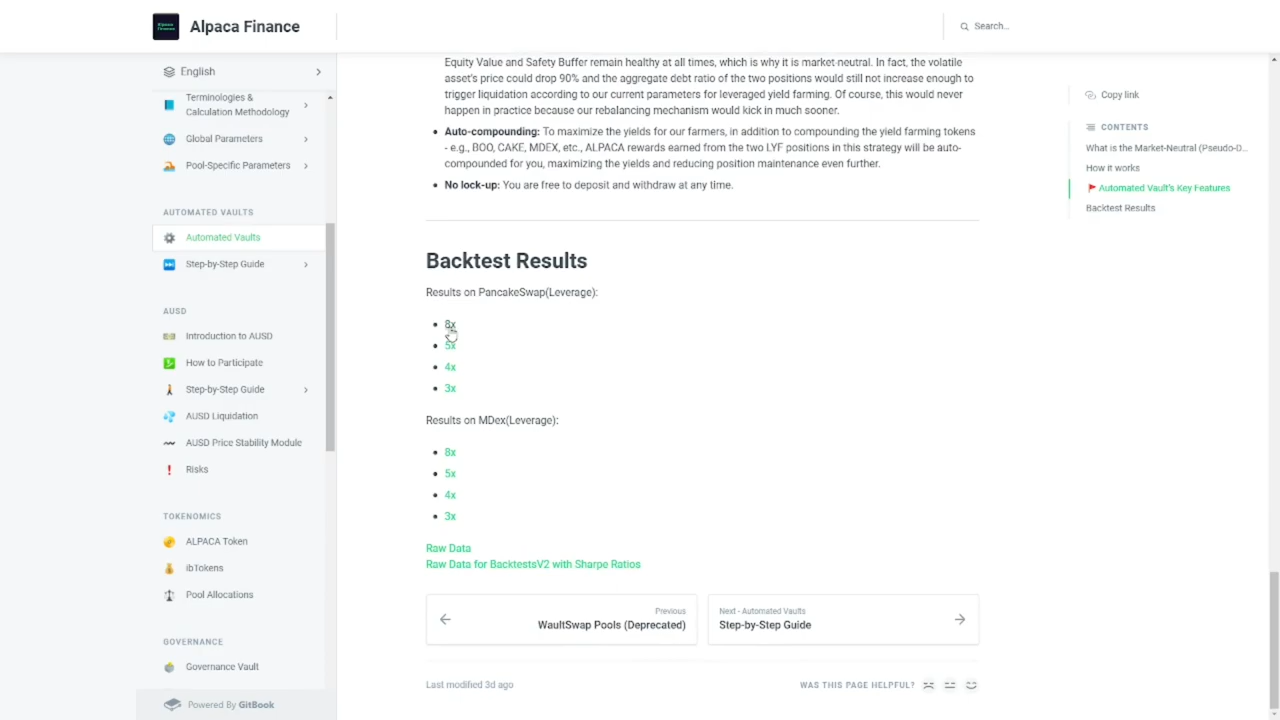 Alpaca Finance
Alpaca Finance
Search...
English
Terminologies &
Calculation Methodology
Global Parameters
Pool-Specific Parameters
AUTOMATED VAULTS
Automated Vaults
Step-by-Step Guide
AUSD
Introduction to AUSD
How to Participate
Step-by-Step Guide
AUSD Liquidation
AUSD Price Stability Module
Risks
TOKENOMICS
ALPACA Token
ibTokens
Pool Allocations
GOVERNANCE
Governance Vault
Powered By GitBook
Equity Value and Safety Buffer remain healthy at all times, which is why it is market-neutral. In fact, the volatile
asset's price could drop 90% and the aggregate debt ratio of the two positions would still not increase enough to
trigger liquidation according to our current parameters for leveraged yield farming. Of course, this would never
happen in practice because our rebalancing mechanism would kick in much sooner.
Auto-compounding: To maximize the yields for our farmers, in addition to compounding the yield farming tokens
- e.g., BOO, CAKE, MDEX, etc., ALPACA rewards earned from the two LYF positions in this strategy will be auto-
compounded for you, maximizing the yields and reducing position maintenance even further.
No lock-up: You are free to deposit and withdraw at any time.
Backtest Results
Results on PancakeSwap(Leverage):
8x
5x
4x
3x
Results on MDex(Leverage):
8x
5x
4x
3x
Raw Data
Raw Data for BacktestsV2 with Sharpe Ratios
Previous
WaultSwap Pools (Deprecated)
Next - Automated Vaults
Step-by-Step Guide
Last modified 3d ago
WAS THIS PAGE HELPFUL?
Copy link
CONTENTS
What is the Market-Neutral (Pseudo-D...
How it works
Automated Vault's Key Features
Backtest Results